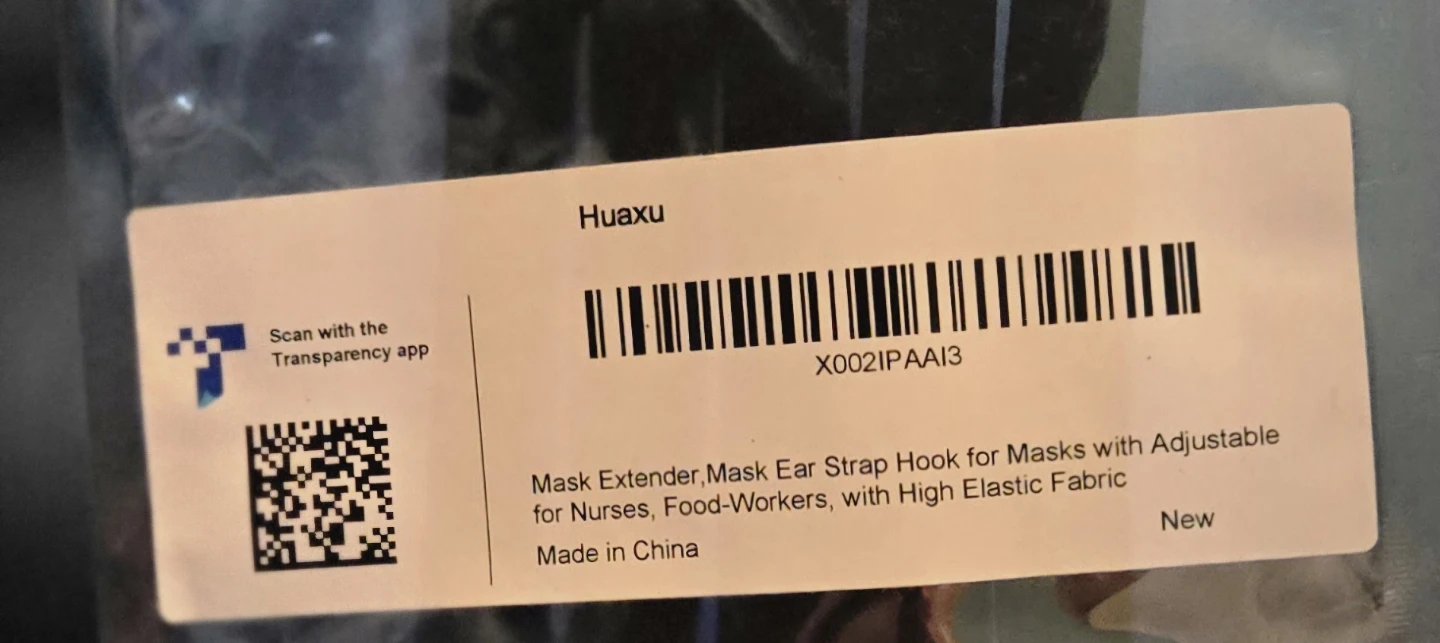 Huaxu
Scan with the
Transparency app
X002IPAAI3
Mask Extender,Mask Ear Strap Hook for Masks with Adjustable
for Nurses, Food-Workers, with High Elastic Fabric
New
Made in China